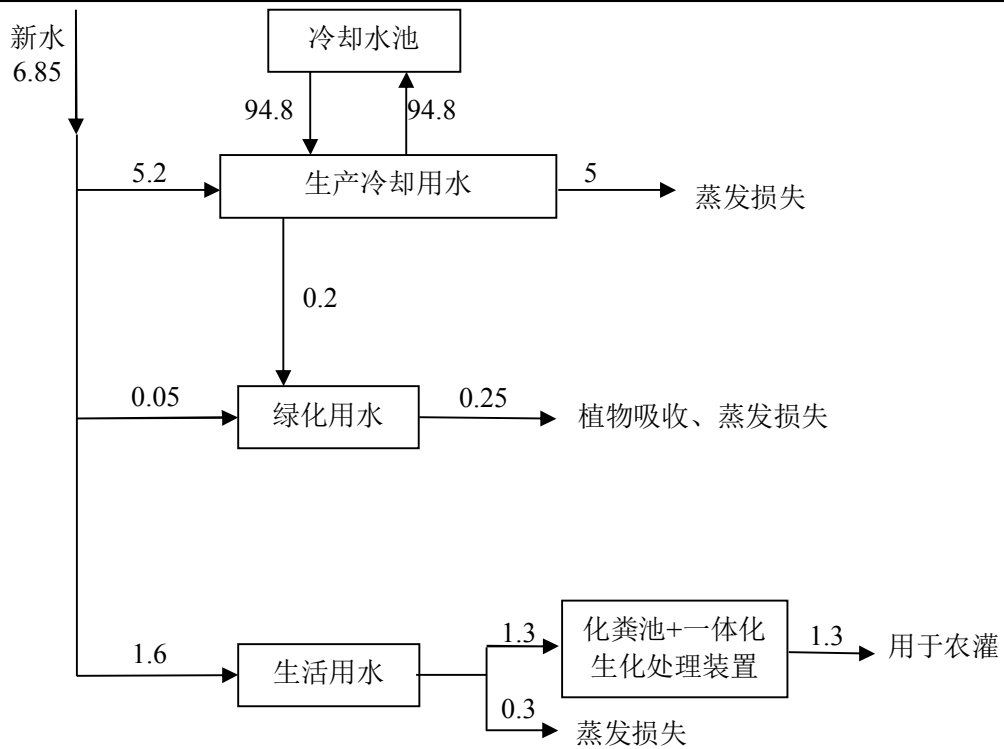 新水
6.85
冷却水池
94.8
94.8
5.2
生产冷却用水
5
蒸发损失
0.2
0.05
绿化用水
0.25
植物吸收、蒸发损失
1.6
生活用水
1.3
化粪池+一体化
生化处理装置
1.3
用于农灌
0.3
蒸发损失